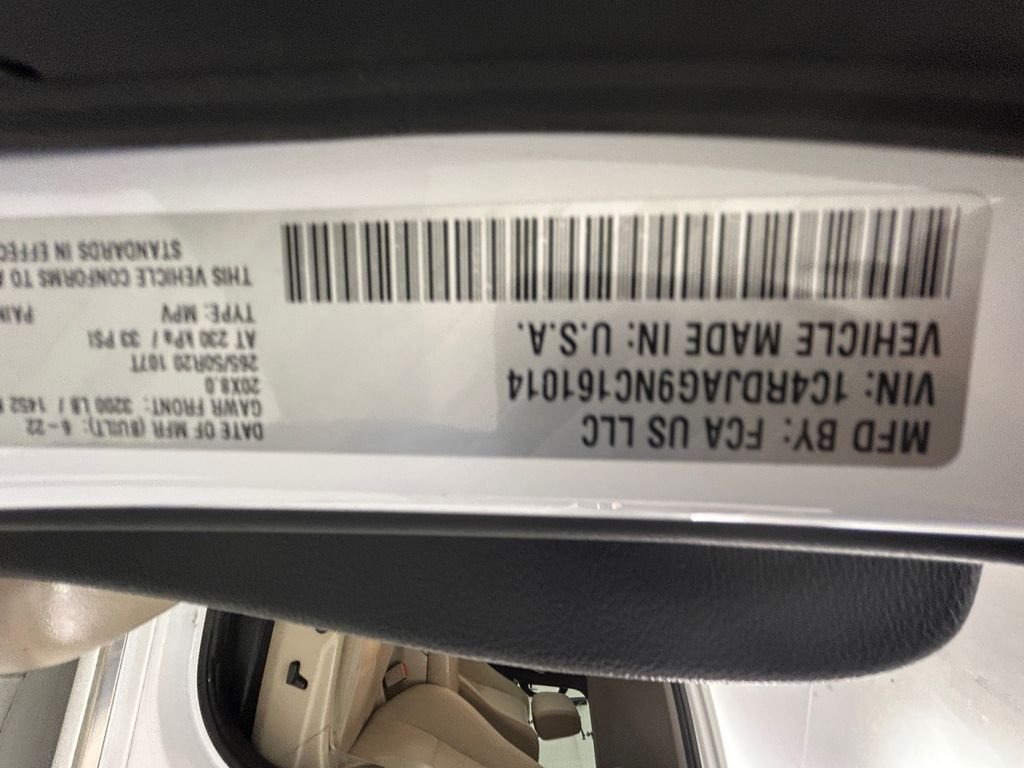 MFD BY: FCA US LLC
VIN: 1C4RDJAG9NC161014
VEHICLE MADE IN: U.S.A.
DATE OF MFR (BUILT): 6-22
GAWR FRONT: 3200 LB / 1452
20X8.0
265/50R20 107T
AT 230 kPa / 33 PSI
TYPE: MPV
THIS VEHICLE CONFORMS TO
STANDARDS IN